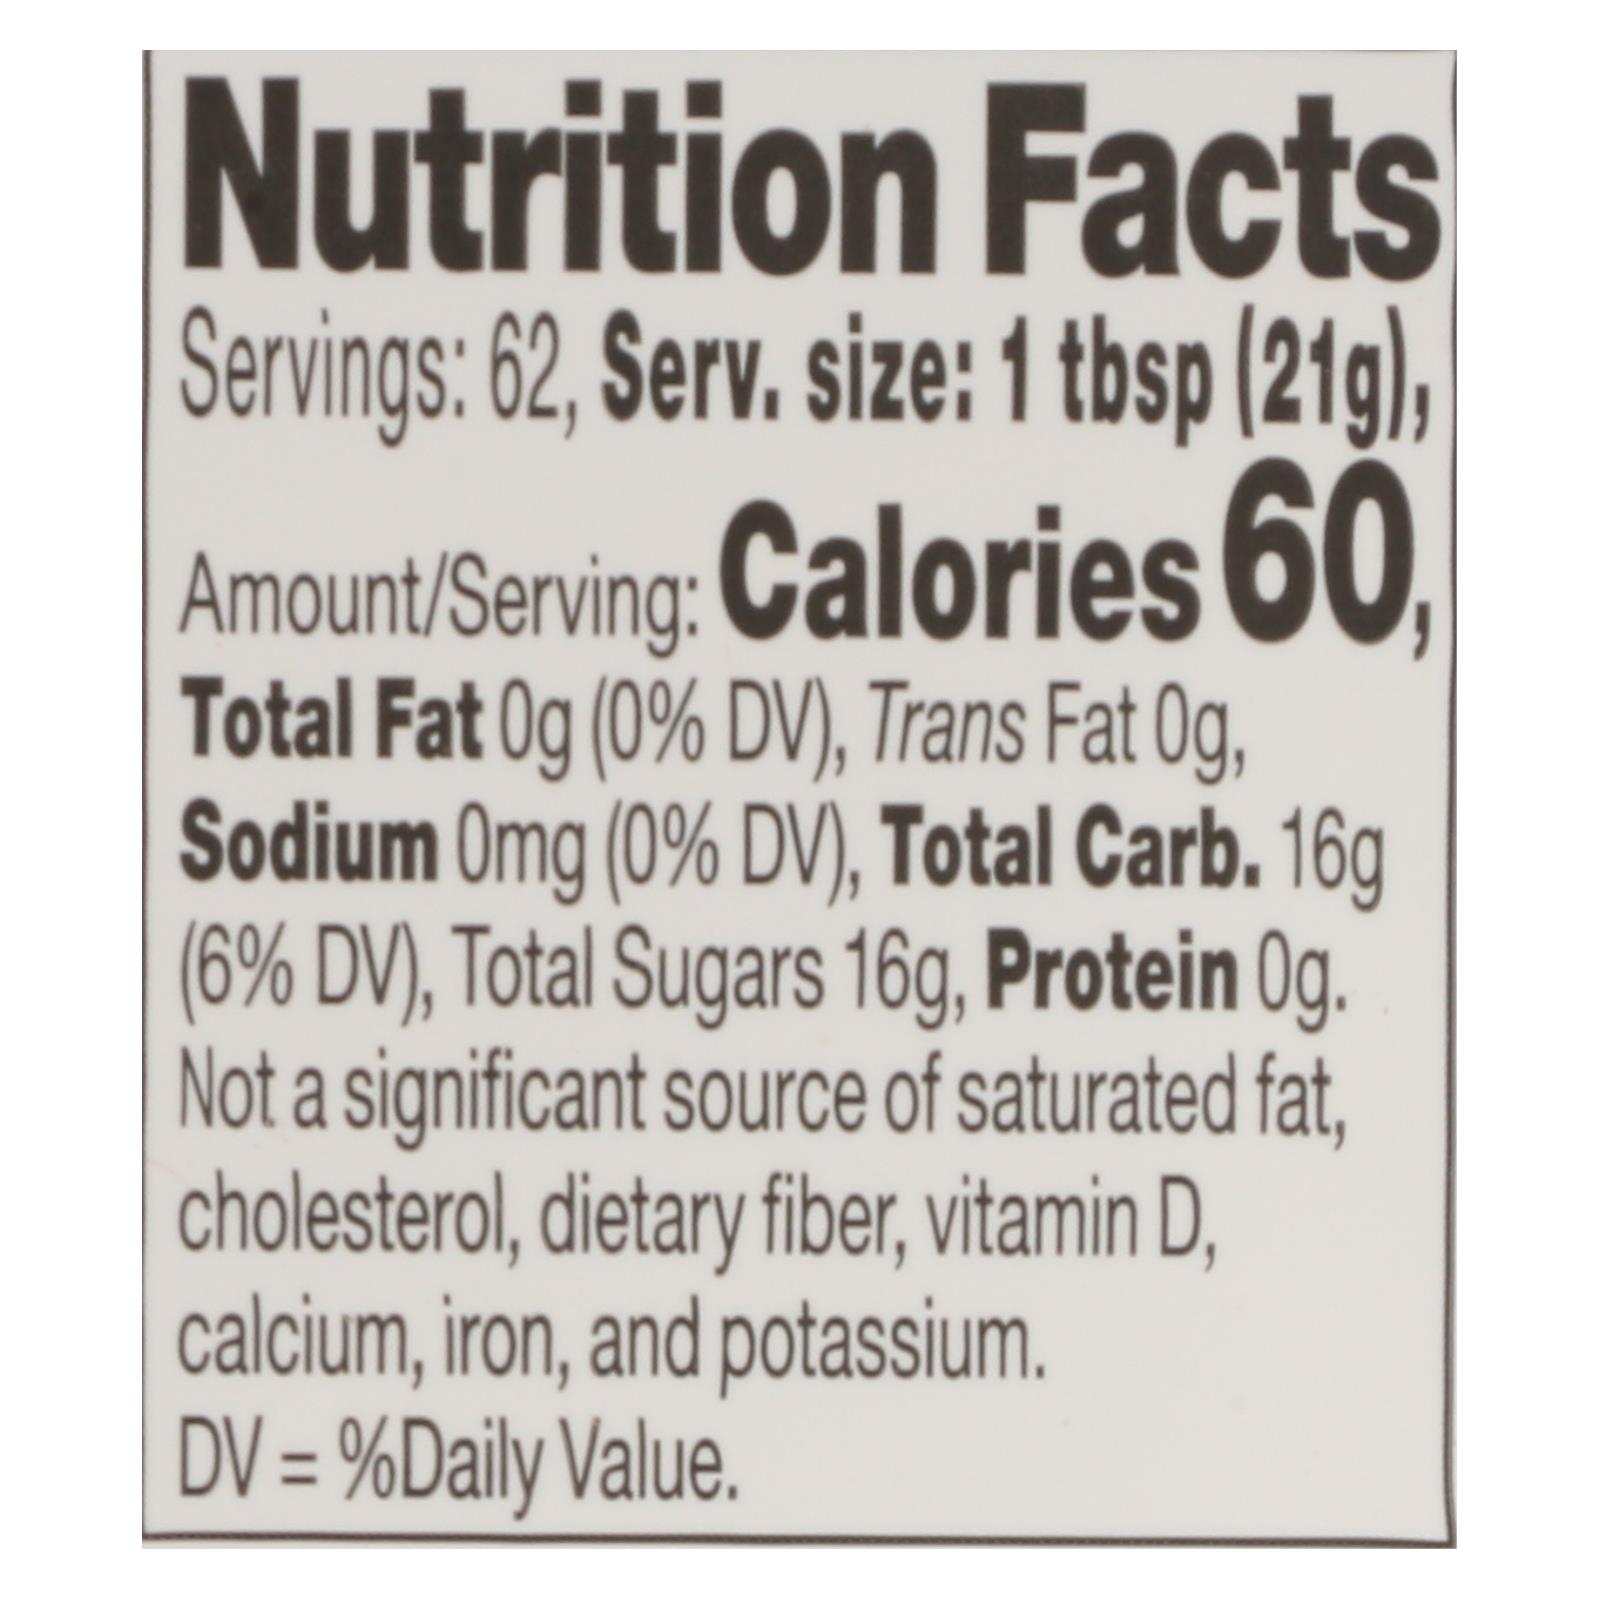 Nutrition Facts
Servings: 62, Serv. size: 1 tbsp (21g),
Amount/Serving: Calories 60,
Total Fat 0g (0% DV), Trans Fat 0g,
Sodium 0mg (0% DV), Total Carb. 16g
(6% DV), Total Sugars 16g, Protein 0g.
Not a significant source of saturated fat,
cholesterol, dietary fiber, vitamin D,
calcium, iron, and potassium.
DV = %Daily Value.